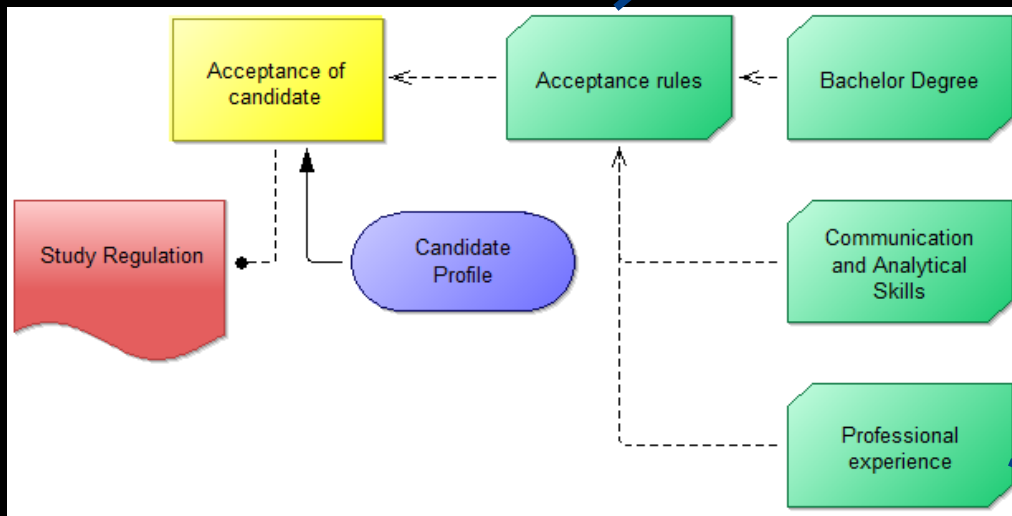 Acceptance of
candidate
Acceptance rules
Bachelor Degree
Study Regulation
Candidate
Profile
Communication
and Analytical
Skills
Professional
experience